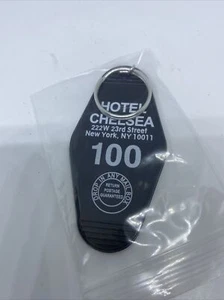 HOTEL
CHELSEA
222W 23rd Street
New York, NY 10011
100
DROP IN ANY MAIL BOX
RETURN
POSTAGE
GUARANTEED